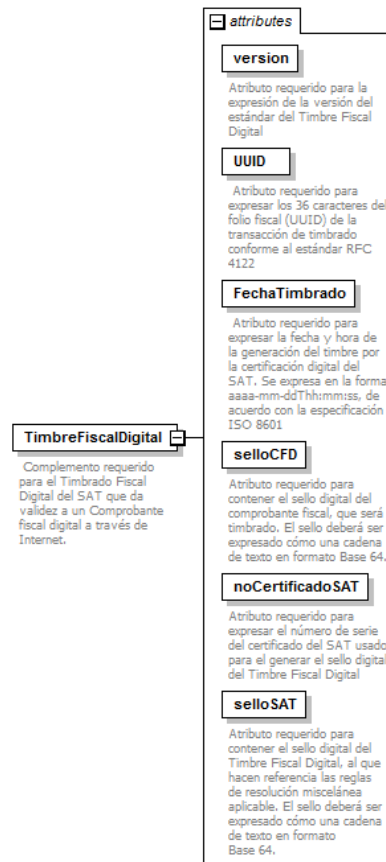 attributes
version
Atributo requerido para la
expresión de la versión del
estándar del Timbre Fiscal
Digital
UUID
Atributo requerido para
expresar los 36 caracteres del
folio fiscal (UUID) de la
transacción de timbrado
conforme al estándar RFC
4122
FechaTimbrado
Atributo requerido para
expresar la fecha y hora de
la generación del timbre por
la certificación digital del
SAT. Se expresa en la forma
aaaa-mm-ddThh:mm:ss, de
acuerdo con la especificación
ISO 8601
TimbreFiscalDigital
Complemento requerido
para el Timbrado Fiscal
Digital del SAT que da
validez a un Comprobante
fiscal digital a través de
Internet.
selloCFD
Atributo requerido para
contener el sello digital del
comprobante fiscal, que será
timbrado. El sello deberá ser
expresado cómo una cadena
de texto en formato Base 64.
noCertificadoSAT
Atributo requerido para
expresar el número de serie
del certificado del SAT usado
para el generar el sello digital
del Timbre Fiscal Digital
selloSAT
Atributo requerido para
contener el sello digital del
Timbre Fiscal Digital, al que
hacen referencia las reglas
de resolución miscelánea
aplicable. El sello deberá ser
expresado cómo una cadena
de texto en formato
Base 64.